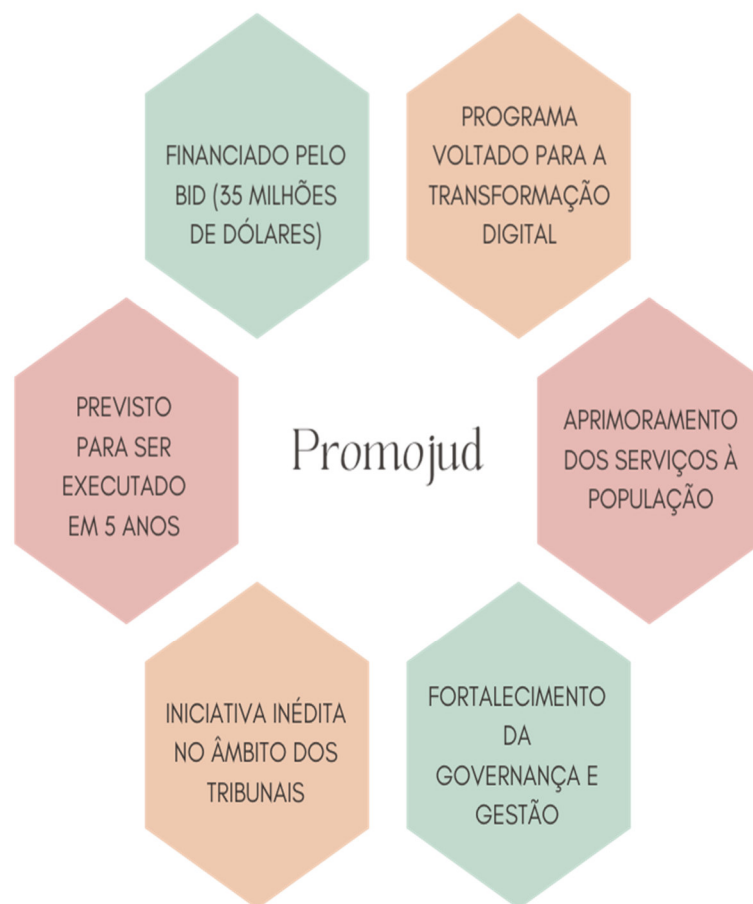 FINANCIADO PELO
BID (35 MILHÕES
DE DÓLARES)
PROGRAMA
VOLTADO PARA A
TRANSFORMAÇÃO
DIGITAL
PREVISTO
PARA SER
EXECUTADO
EM 5 ANOS
Promojud
APRIMORAMENTO
DOS SERVIÇOS À
POPULAÇÃO
INICIATIVA INÉDITA
NO ÂMBITO DOS
TRIBUNAIS
FORTALECIMENTO
DA
GOVERNANÇA E
GESTÃO